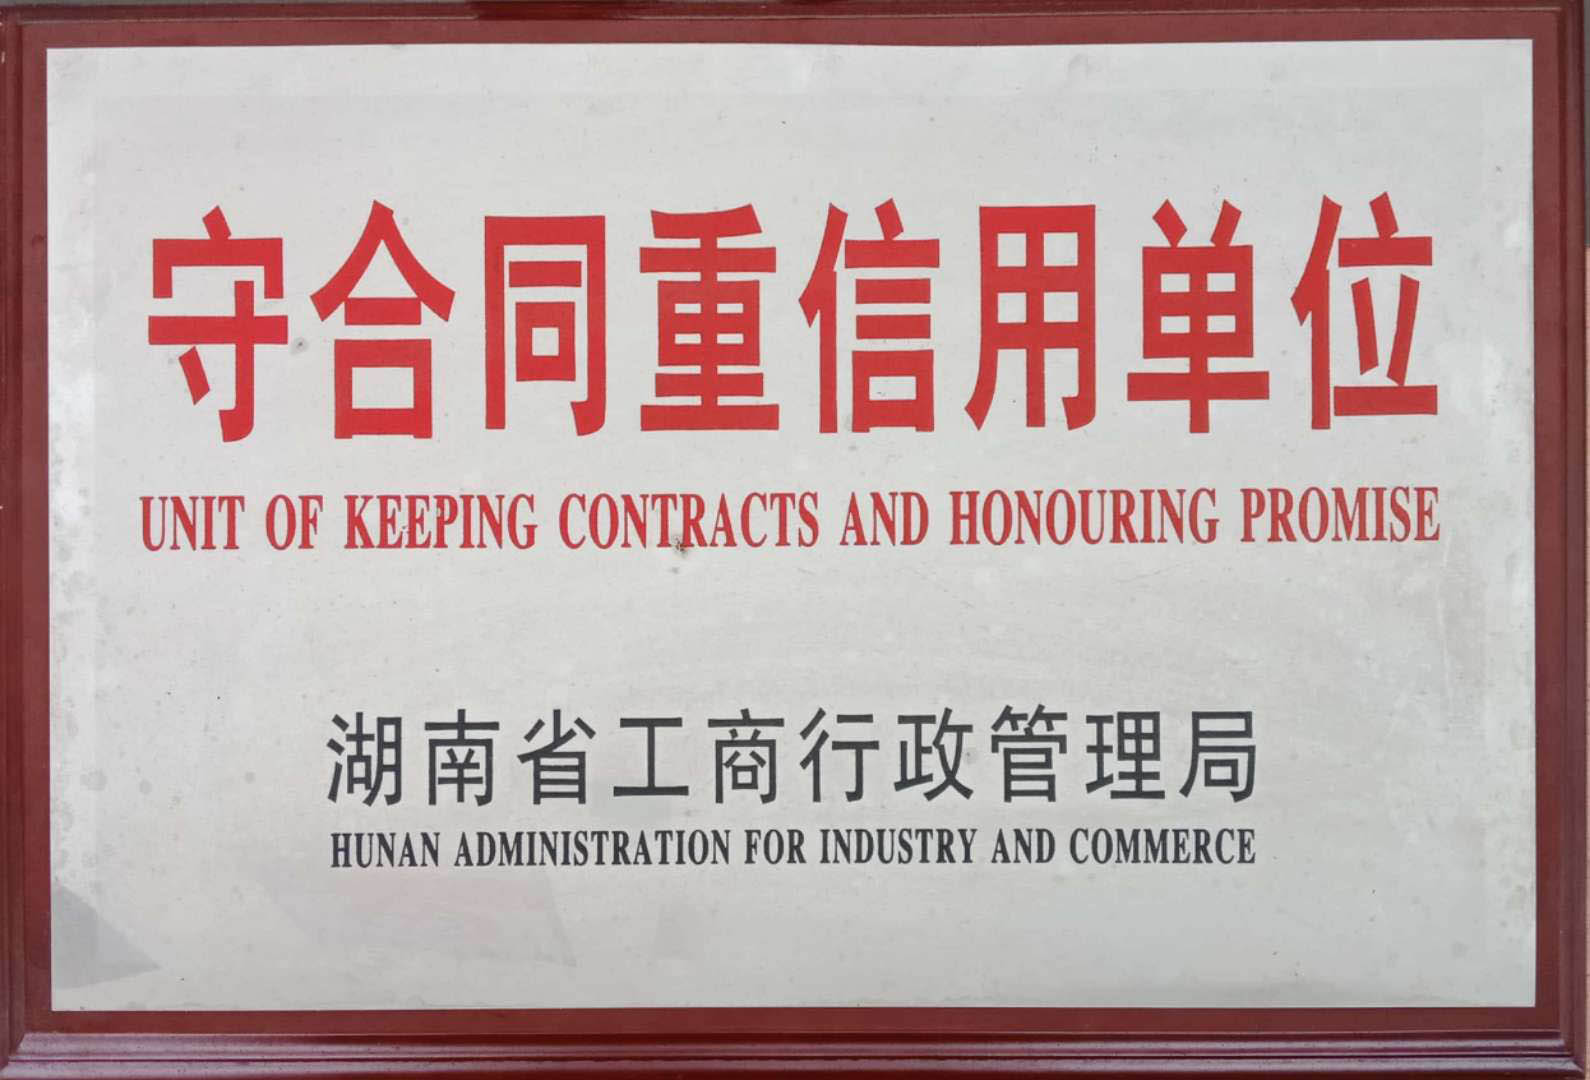 守合同重信用单位
UNIT OF KEEPING CONTRACTS AND HONOURING PROMISE
湖南省工商行政管理局
HUNAN ADMINISTRATION FOR INDUSTRY AND COMMERCE